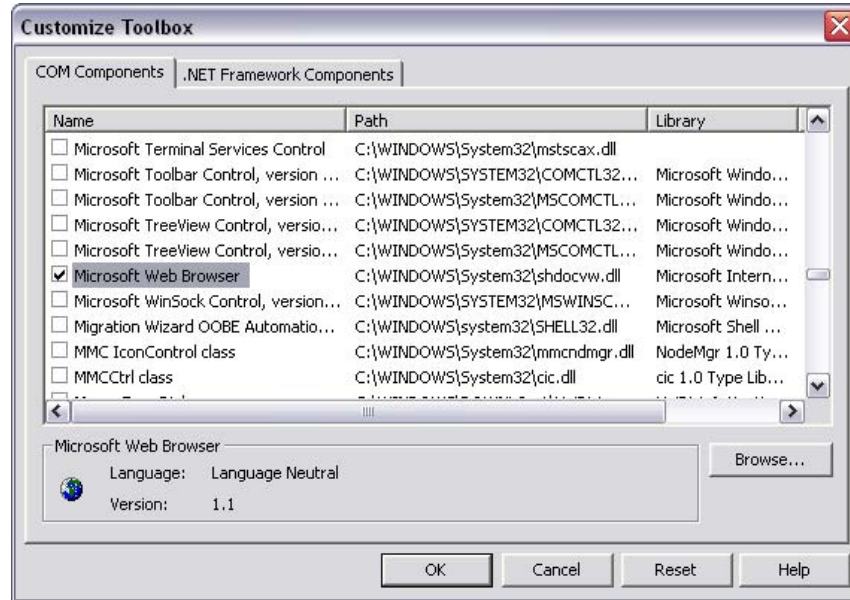 Customize Toolbox
COM Components .NET Framework Components
Name Path Library
Microsoft Terminal Services Control C:\WINDOWS\System32\mstscax.dll
Microsoft Toolbar Control, version ... C:\WINDOWS\SYSTEM32\COMCTL32... Microsoft Windo...
Microsoft Toolbar Control, version ... C:\WINDOWS\System32\MSCOMCTL... Microsoft Windo...
Microsoft TreeView Control, versio... C:\WINDOWS\SYSTEM32\COMCTL32... Microsoft Windo...
Microsoft TreeView Control, versio... C:\WINDOWS\System32\MSCOMCTL... Microsoft Windo...
Microsoft Web Browser C:\WINDOWS\System32\shdocvw.dll Microsoft Intern...
Microsoft WinSock Control, version... C:\WINDOWS\SYSTEM32\MSWINSC... Microsoft Winso...
Migration Wizard OOBE Automatio... C:\WINDOWS\system32\SHELL32.dll Microsoft Shell ...
MMC IconControl class C:\WINDOWS\System32\mmcndmgr.dll NodeMgr 1.0 Ty...
MMCCtrl class C:\WINDOWS\System32\cic.dll cic 1.0 Type Lib...
Microsoft Web Browser
Language: Language Neutral
Version: 1.1
Browse...
OK Cancel Reset Help